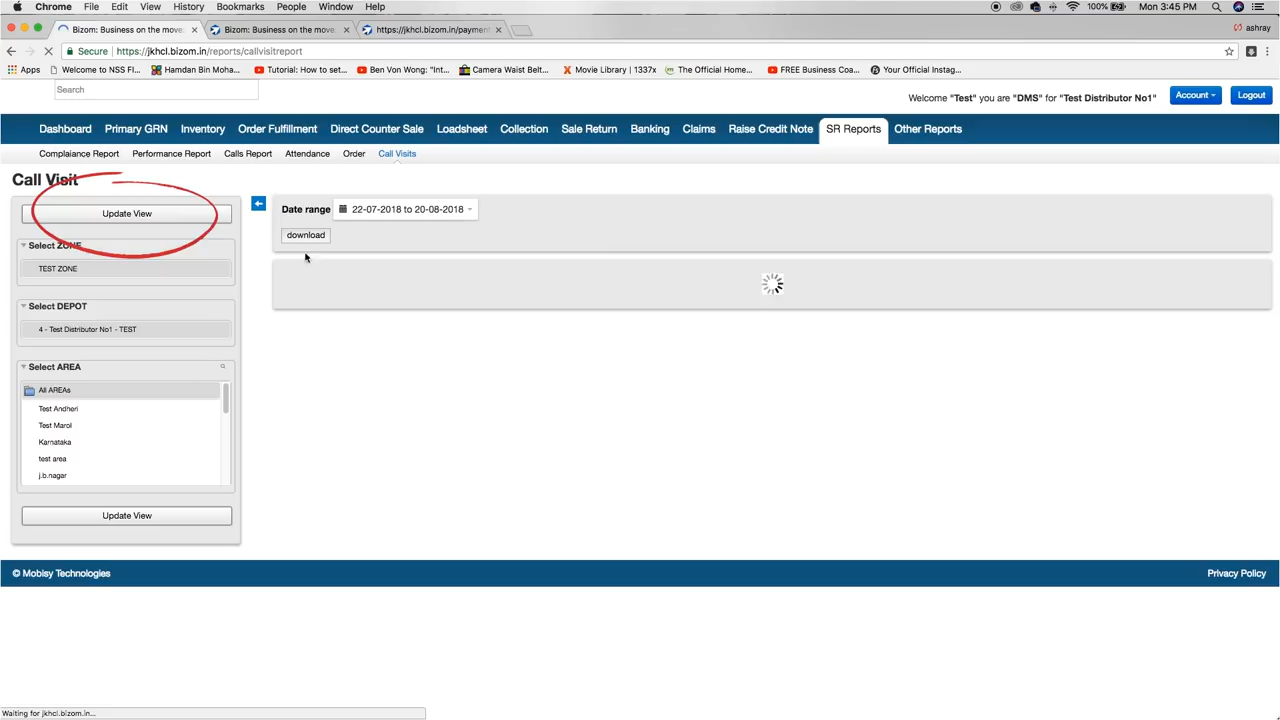 Chrome File Edit View History Bookmarks People Window Help 100% Mon 3:45 PM
Bizom: Business on the move Bizom: Business on the move https://jkhcl.bizom.in/payment ashray
Secure https://jkhcl.bizom.in/reports/callvisitreport
Apps Welcome to NSS Fl... Hamdan Bin Moha... Tutorial: How to set... Ben Von Wong: "Int... Camera Waist Belt... Movie Library | 1337x The Official Home... FREE Business Coa... Your Official Instag...
Search
Welcome "Test" you are "DMS" for "Test Distributor No1" Account Logout
Dashboard Primary GRN Inventory Order Fulfillment Direct Counter Sale Loadsheet Collection Sale Return Banking Claims Raise Credit Note SR Reports Other Reports
Complaiance Report Performance Report Calls Report Attendance Order Call Visits
Call Visit
Update View
Date range 22-07-2018 to 20-08-2018
download
Select ZONE
TEST ZONE
Select DEPOT
4 - Test Distributor No1 - TEST
Select AREA
All AREAs
Test Andheri
Test Marol
Karnataka
test area
j.b.nagar
Update View
© Mobisy Technologies Privacy Policy
Waiting for jkhcl.bizom.in...